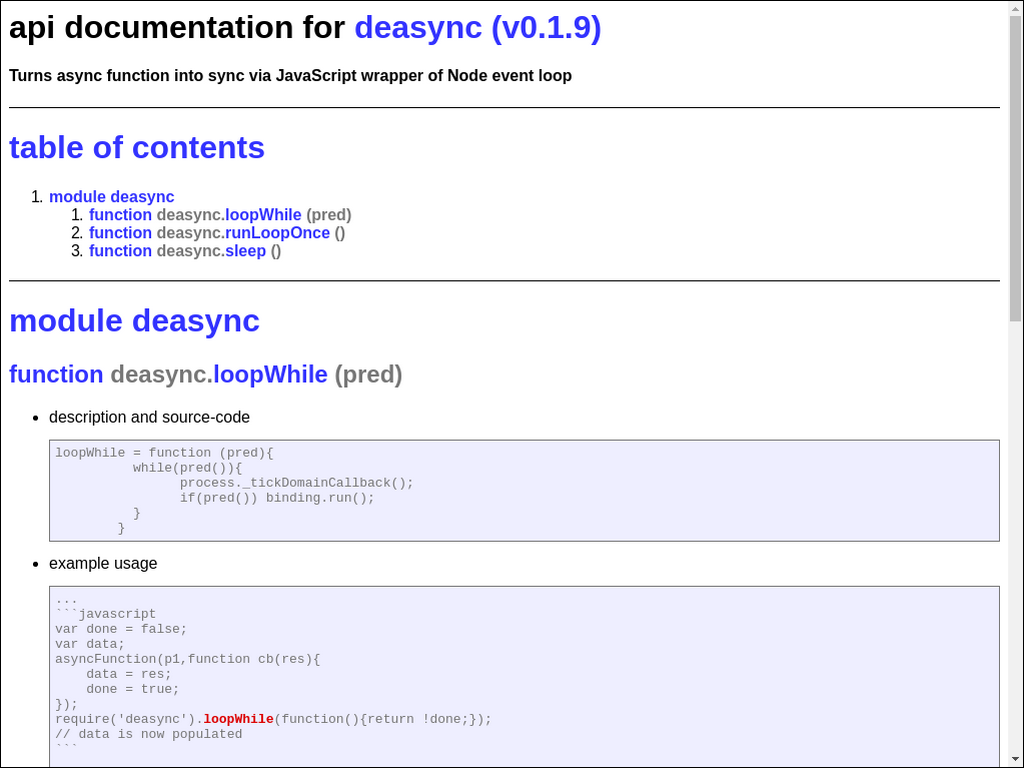 api documentation for deasync (v0.1.9)
Turns async function into sync via JavaScript wrapper of Node event loop
table of contents
1. module deasync
1. function deasync.loopWhile (pred)
2. function deasync.runLoopOnce ()
3. function deasync.sleep ()
module deasync
function deasync.loopWhile (pred)
• description and source-code
loopWhile = function (pred){
          while(pred()){
                process._tickDomainCallback();
                if(pred()) binding.run();
          }
        }
• example usage
...
```javascript
var done = false;
var data;
asyncFunction(p1,function cb(res){
    data = res;
    done = true;
});
require('deasync').loopWhile(function(){return !done;});
// data is now populated
```